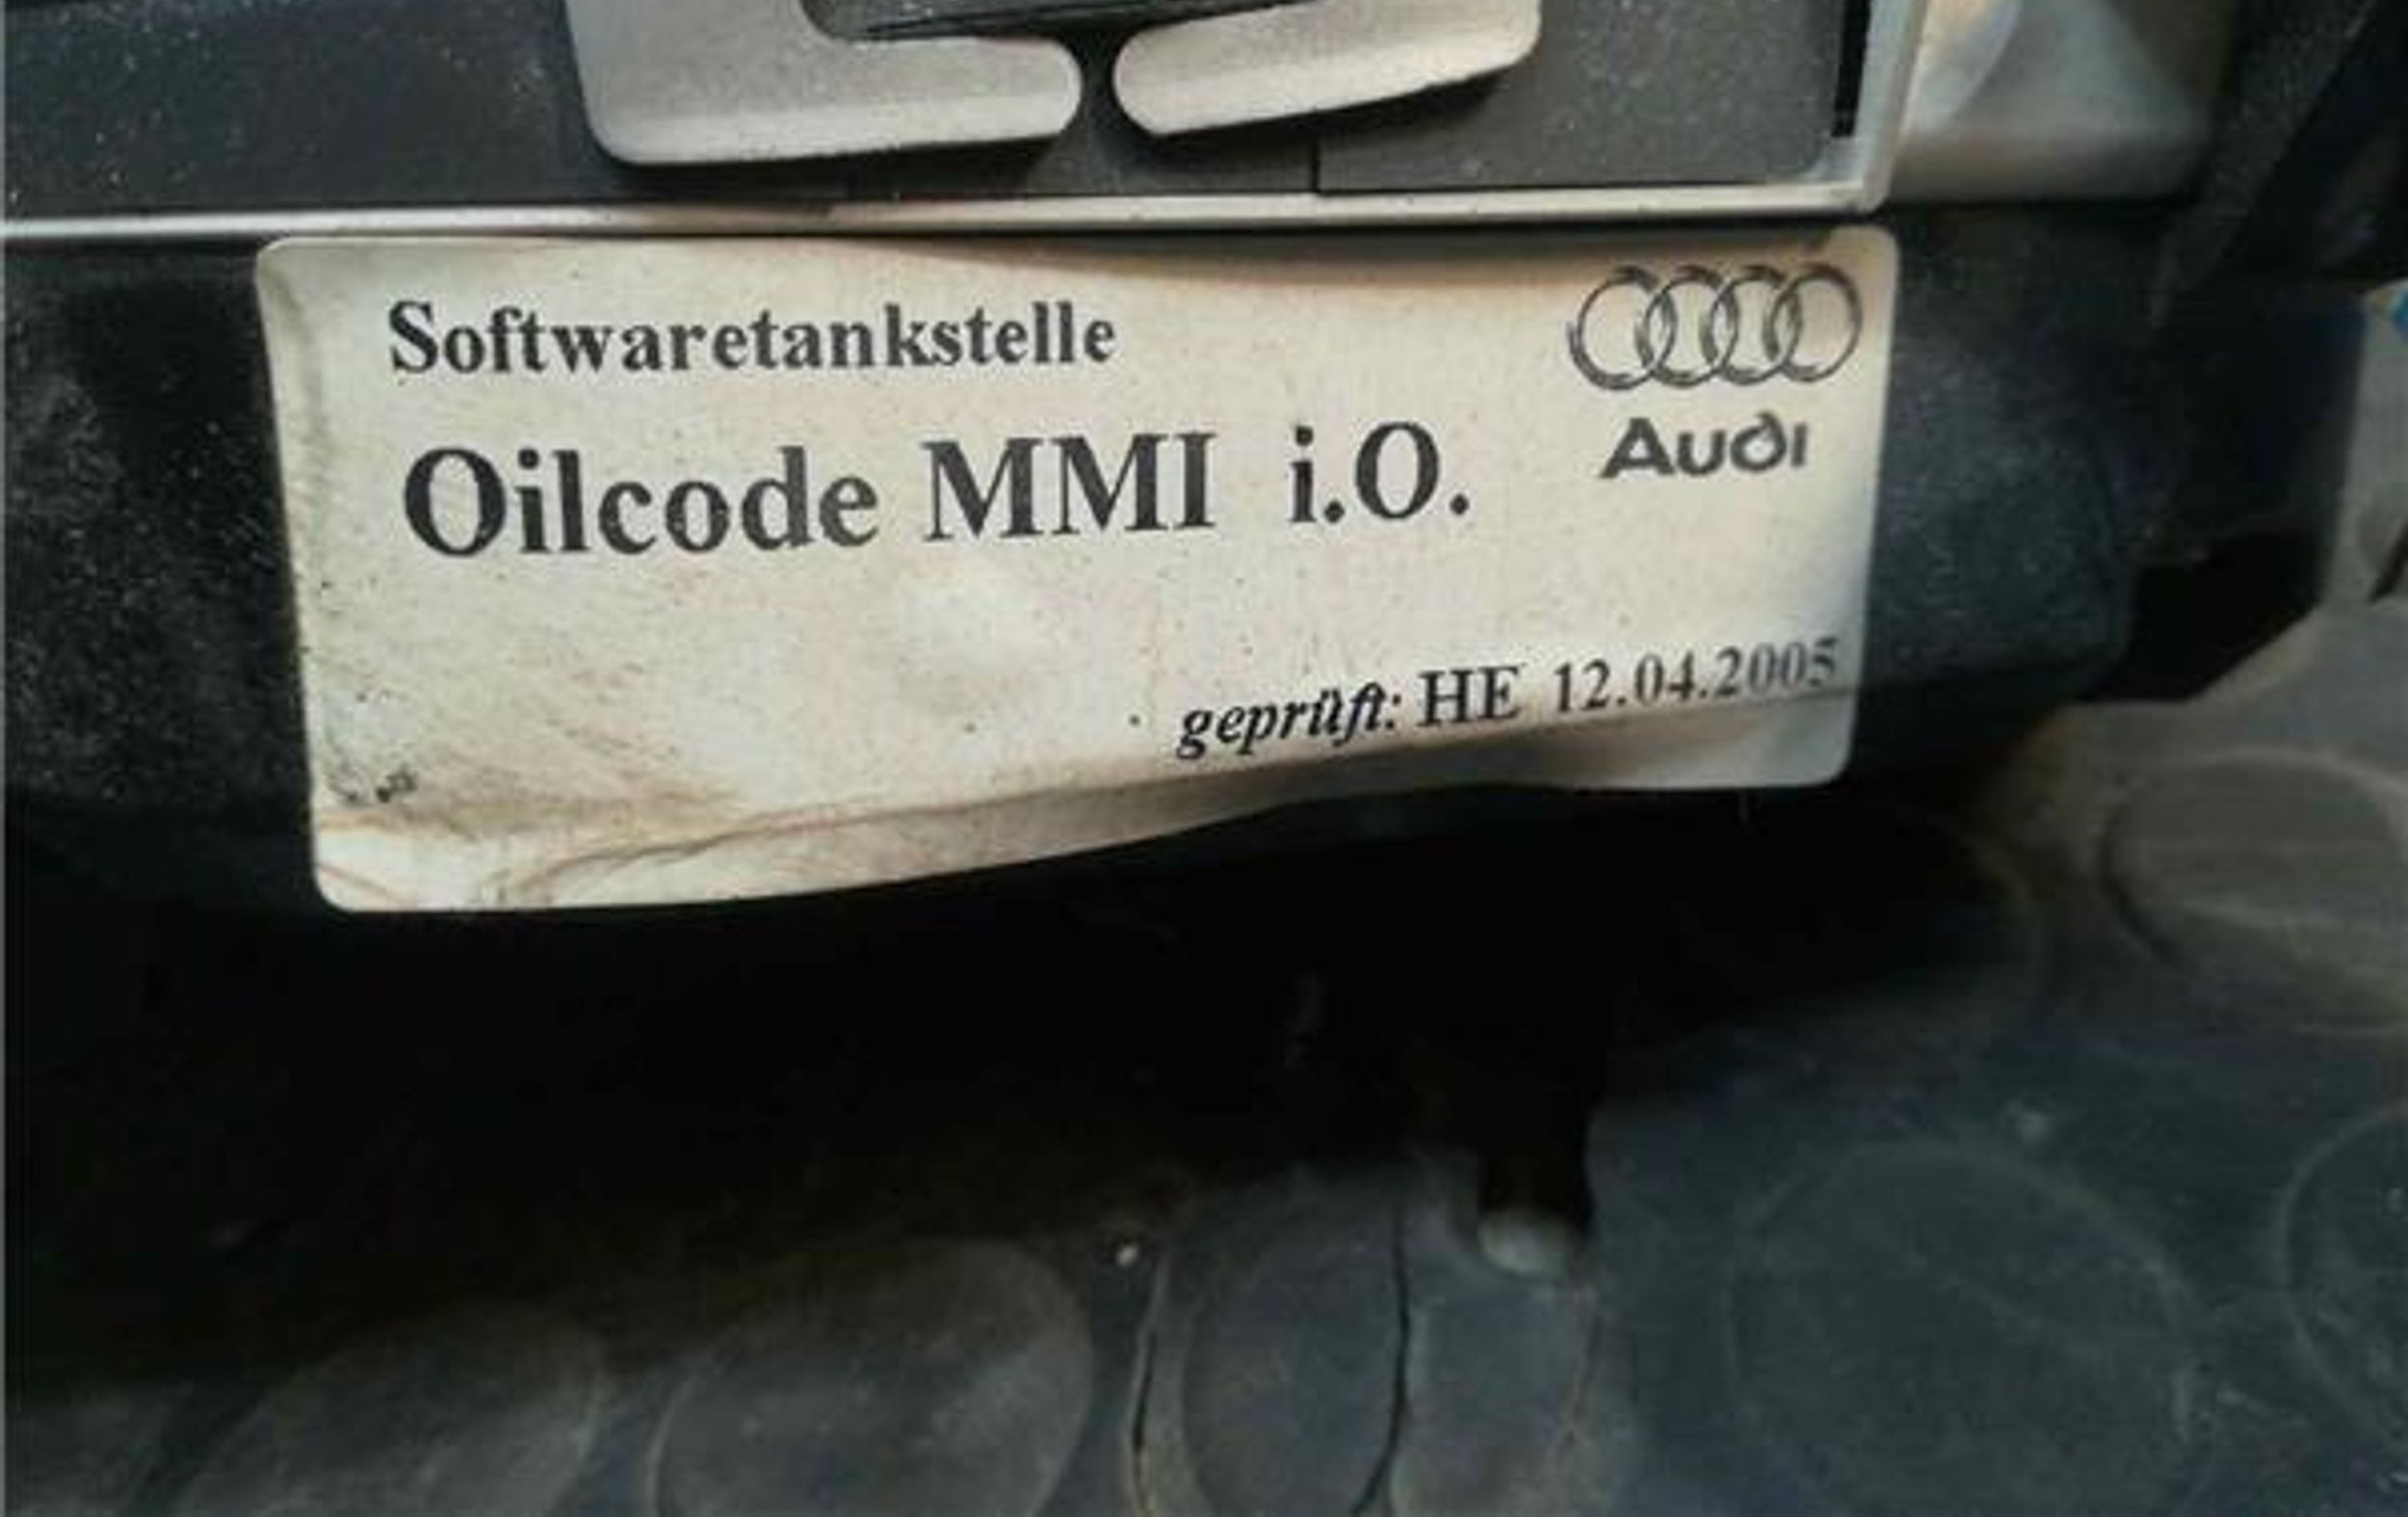 Softwaretankstelle
Oilcode MMI i.O.
Audi
geprüft: HE 12.04.2005